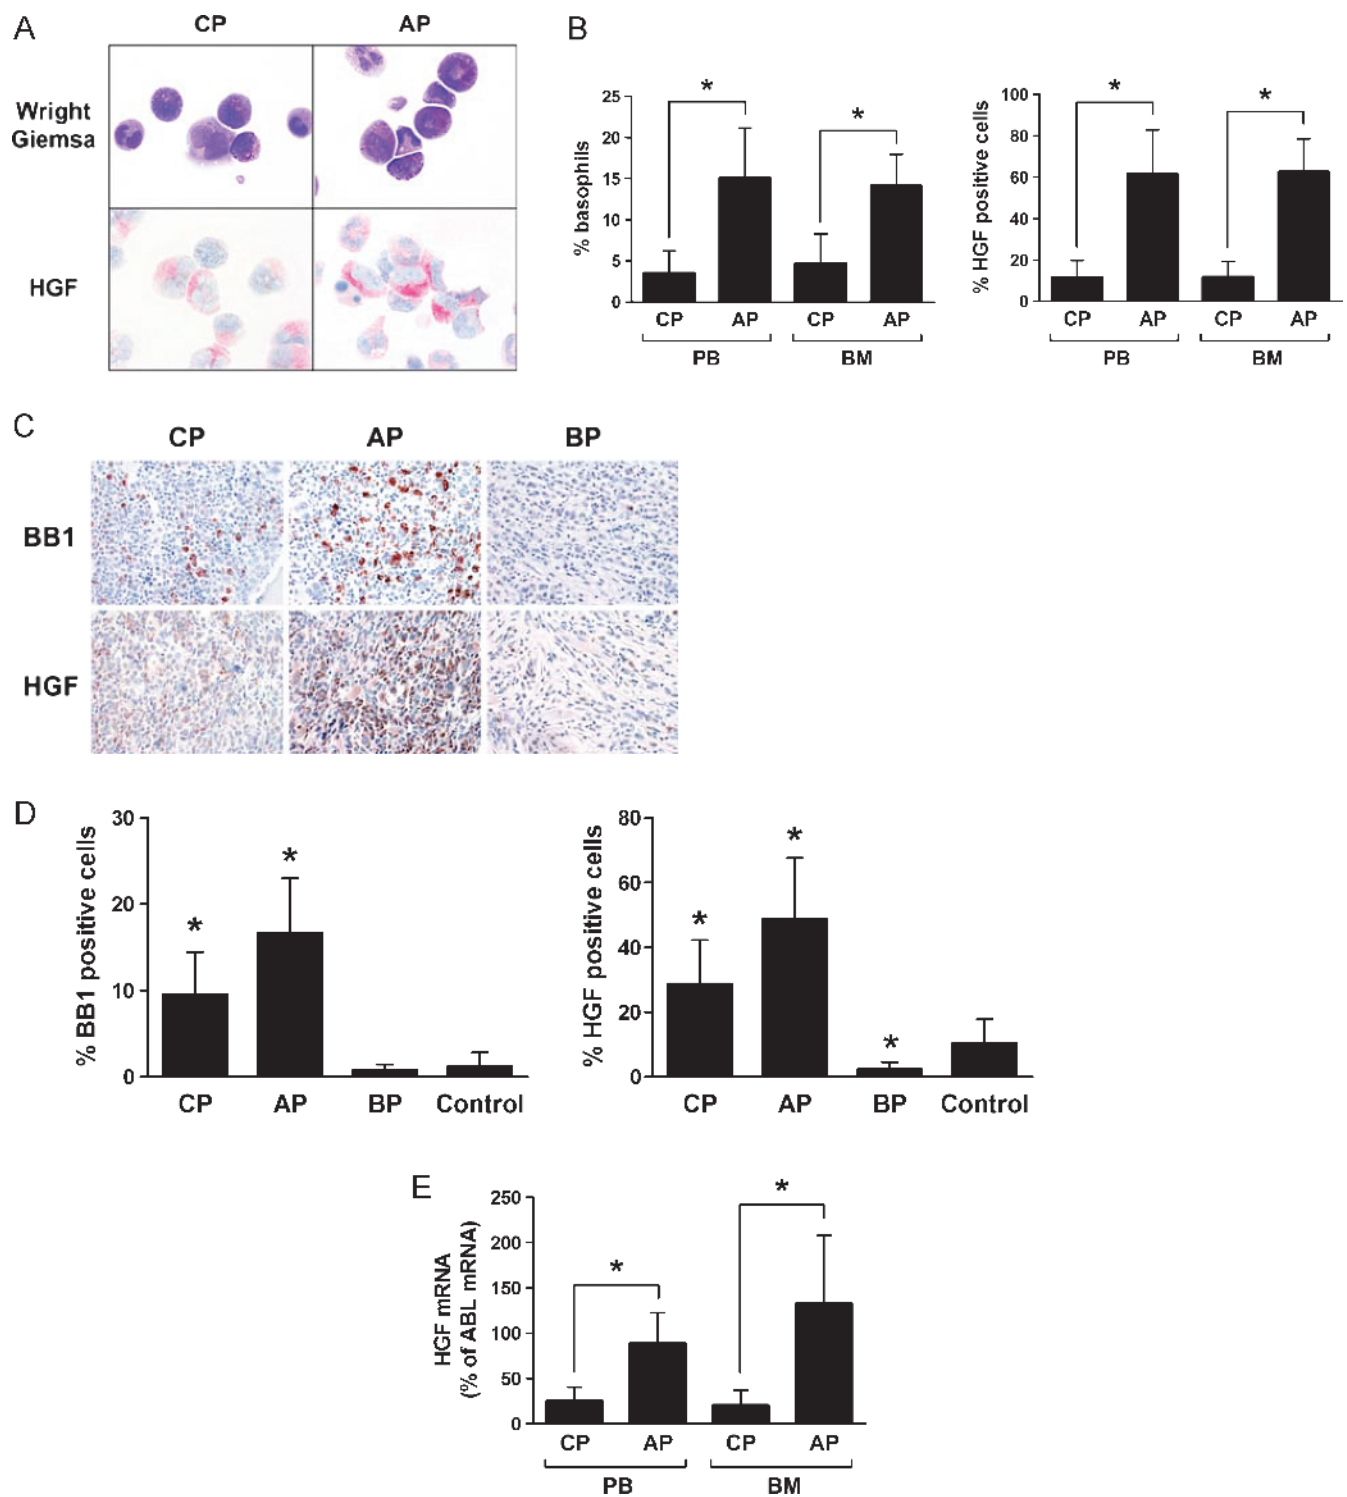 A
CP AP
Wright
Giemsa
HGF
B
% basophils
25
20
15
10
5
0
*
*
CP AP CP AP
PB BM
% HGF positive cells
100
80
60
40
20
0
*
*
CP AP CP AP
PB BM
C
CP AP BP
BB1
HGF
D
% BB1 positive cells
30
20
10
0
*
*
CP AP BP Control
% HGF positive cells
80
60
40
20
0
*
*
*
CP AP BP Control
E
HGF mRNA
(% of ABL mRNA)
250
200
150
100
50
0
*
*
CP AP CP AP
PB BM